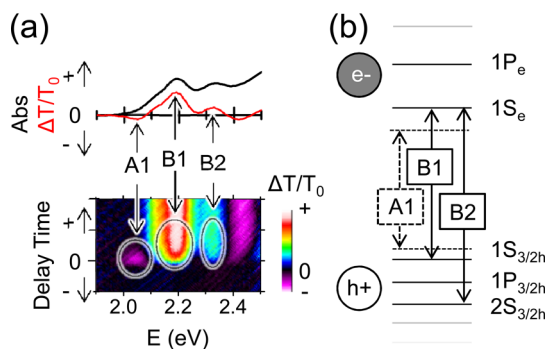 (a)
Abs
ΔT/T₀
+
0
-
A1
B1
B2
ΔT/T₀
+
0
-
Delay Time
+
0
-
2.0
2.2
2.4
E (eV)
(b)
e-
1Pₑ
1Sₑ
A1
B1
B2
1S₃/₂ₕ
h+
1P₃/₂ₕ
2S₃/₂ₕ